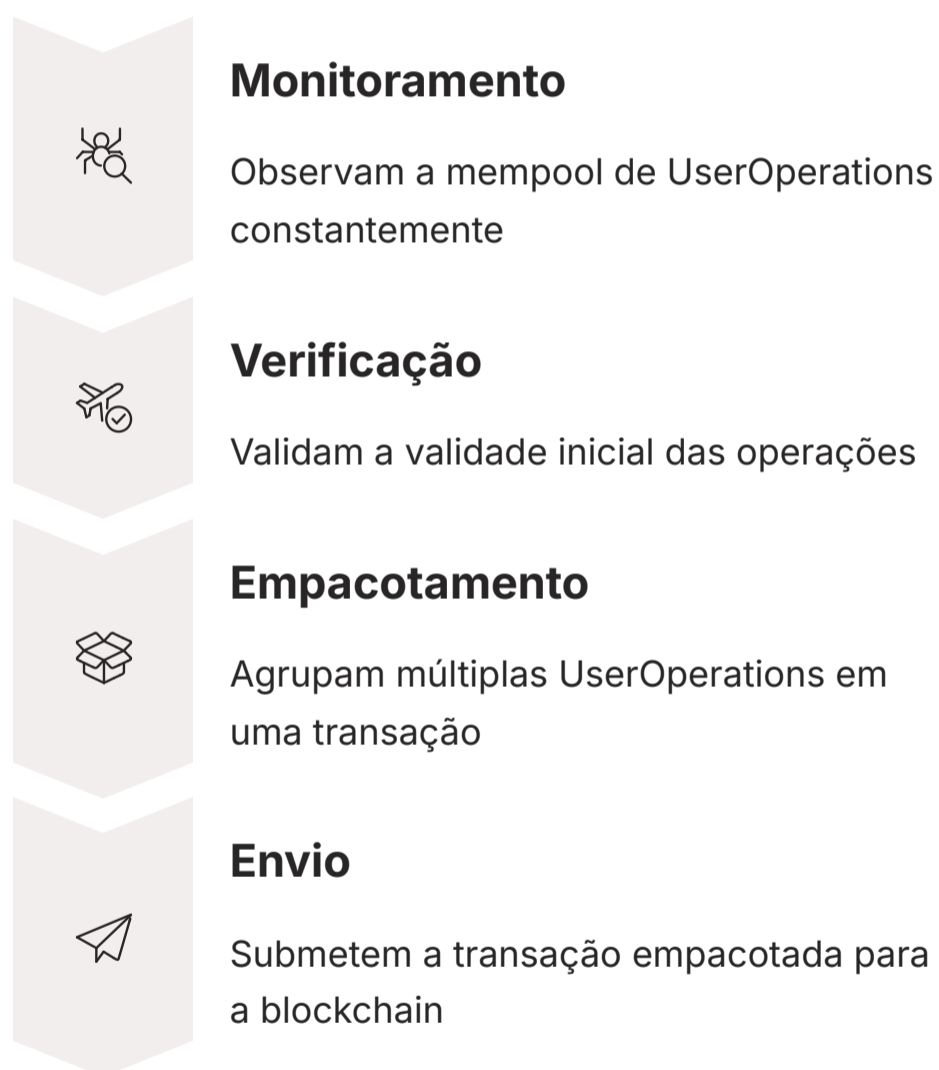 Monitoramento
Observam a mempool de UserOperations
constantemente
Verificação
Validam a validade inicial das operações
Empacotamento
Agrupam múltiplas UserOperations em
uma transação
Envio
Submetem a transação empacotada para
a blockchain